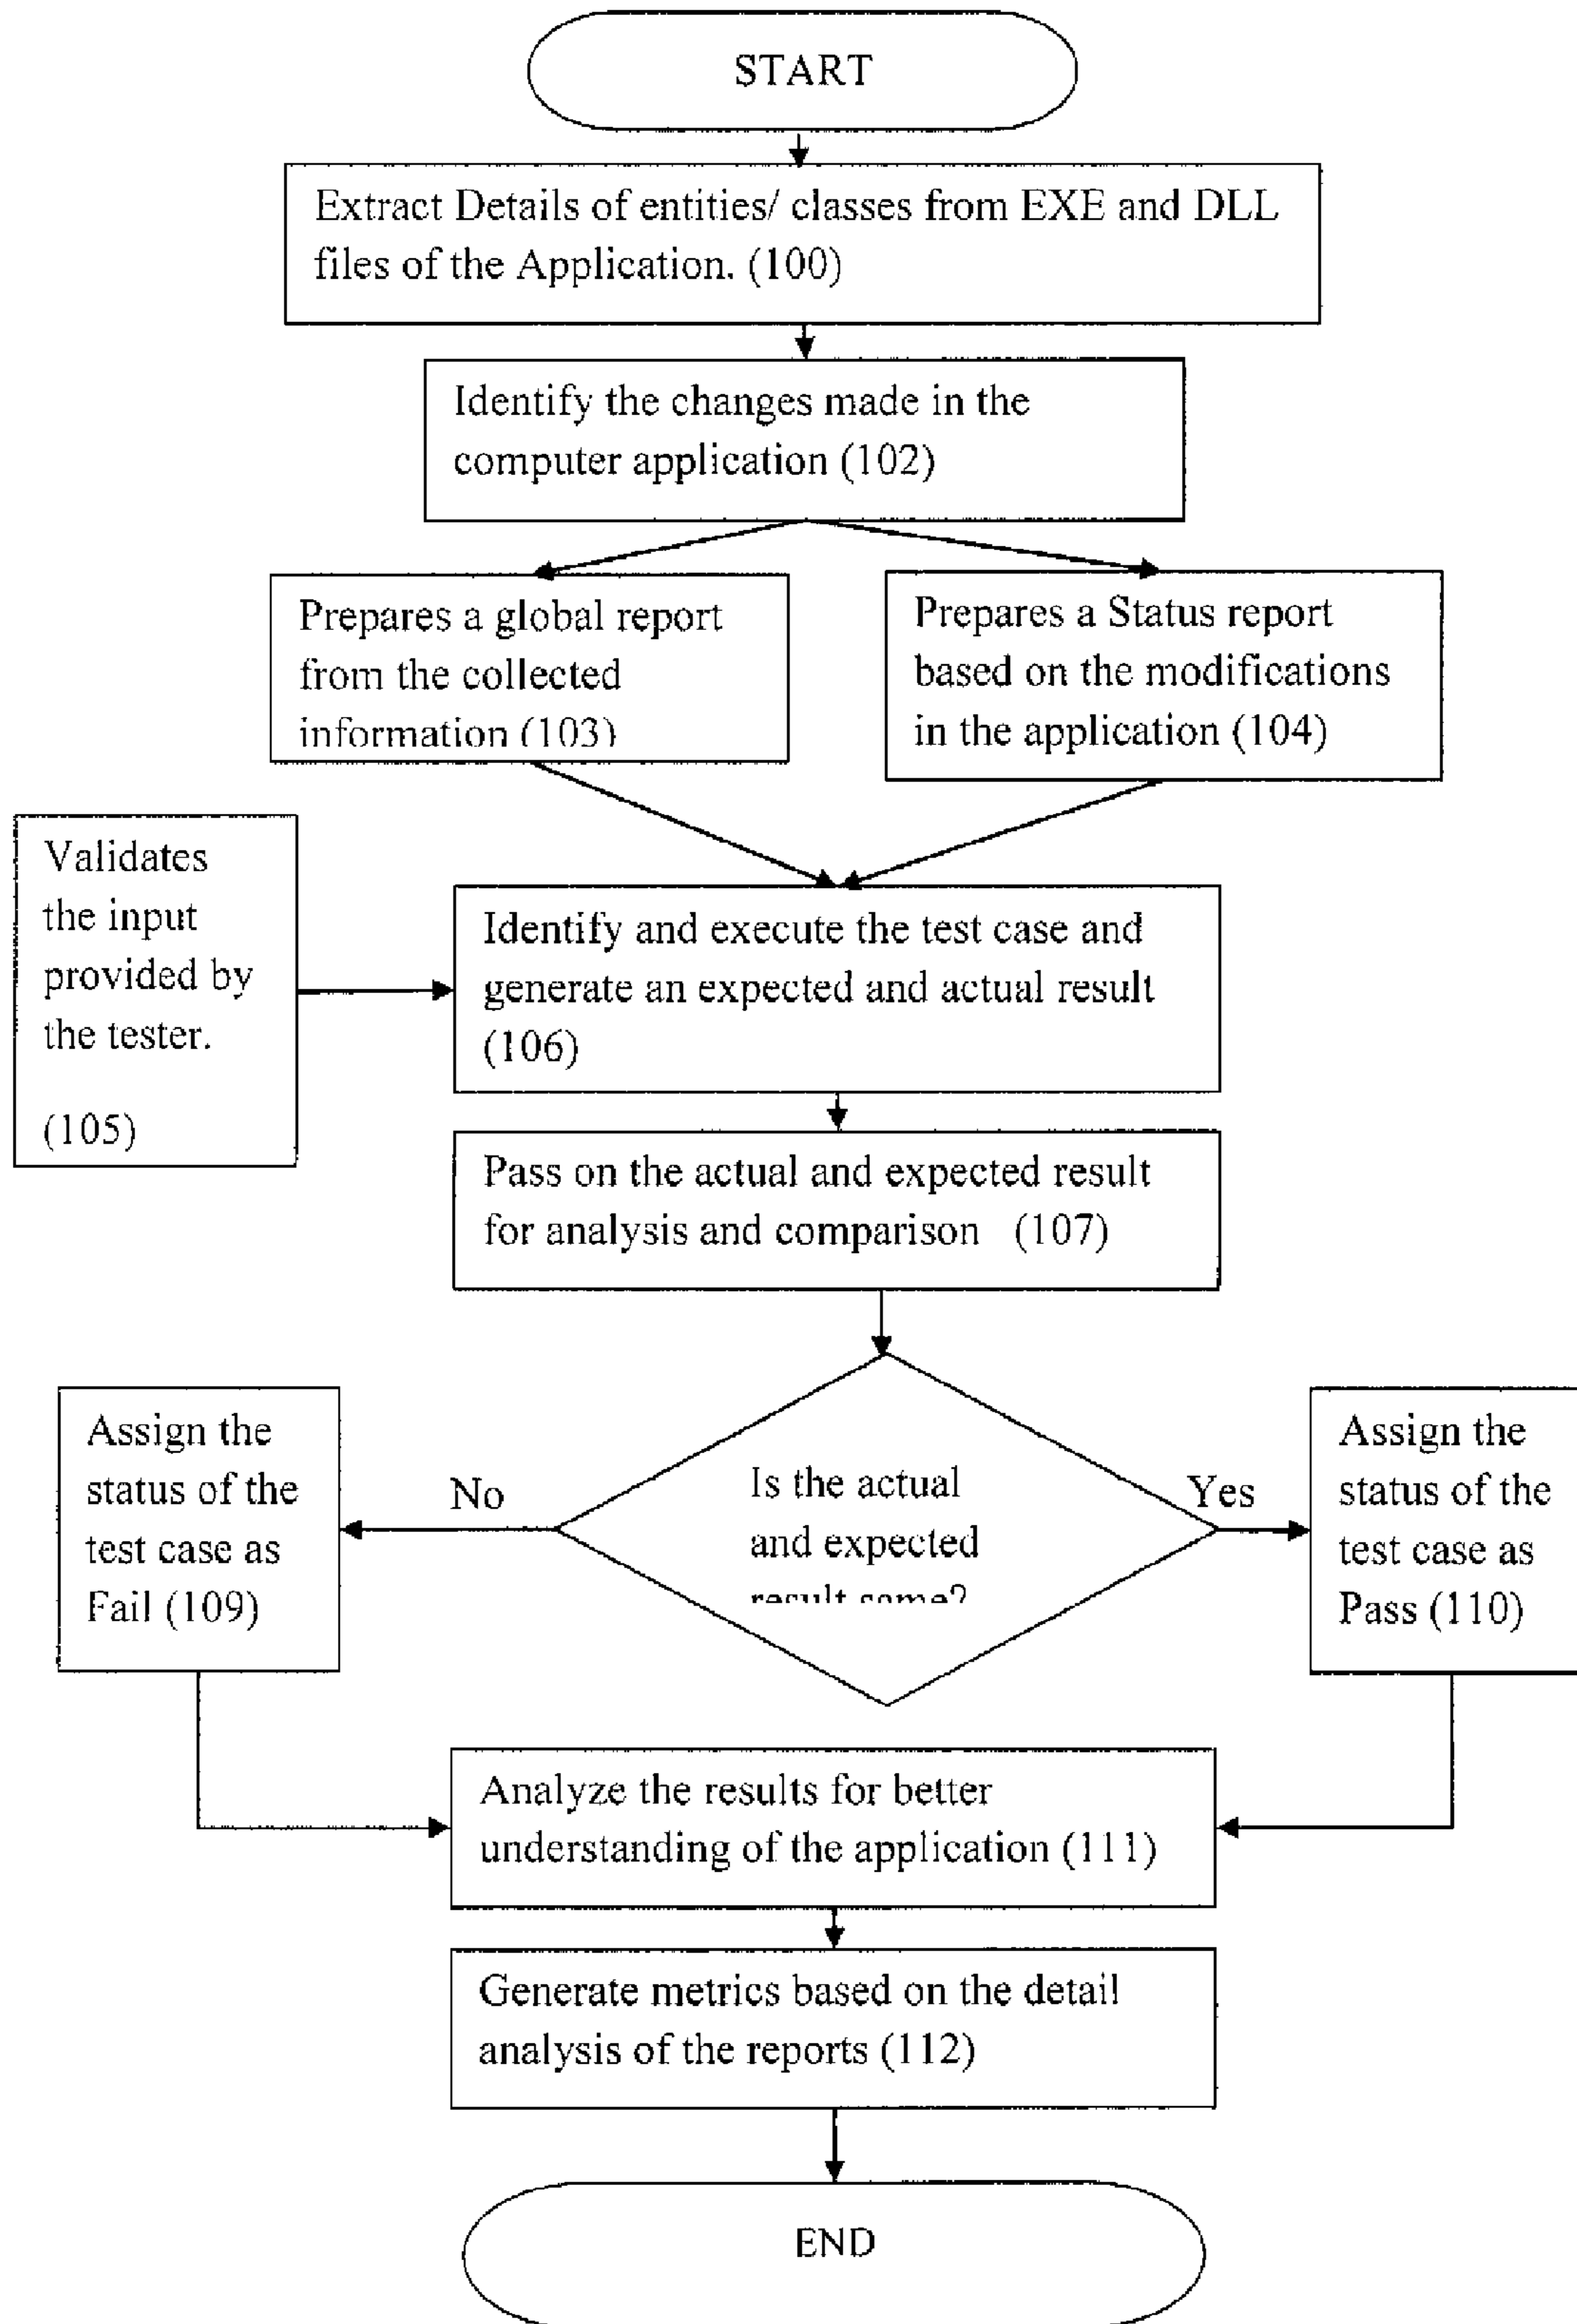 START
Extract Details of entities/ classes from EXE and DLL
files of the Application. (100)
Identify the changes made in the
computer application (102)
Prepares a global report
from the collected
information (103)
Prepares a Status report
based on the modifications
in the application (104)
Validates
the input
provided by
the tester.
(105)
Identify and execute the test case and
generate an expected and actual result
(106)
Pass on the actual and expected result
for analysis and comparison (107)
Is the actual
and expected
result same?
No
Yes
Assign the
status of the
test case as
Fail (109)
Assign the
status of the
test case as
Pass (110)
Analyze the results for better
understanding of the application (111)
Generate metrics based on the detail
analysis of the reports (112)
END